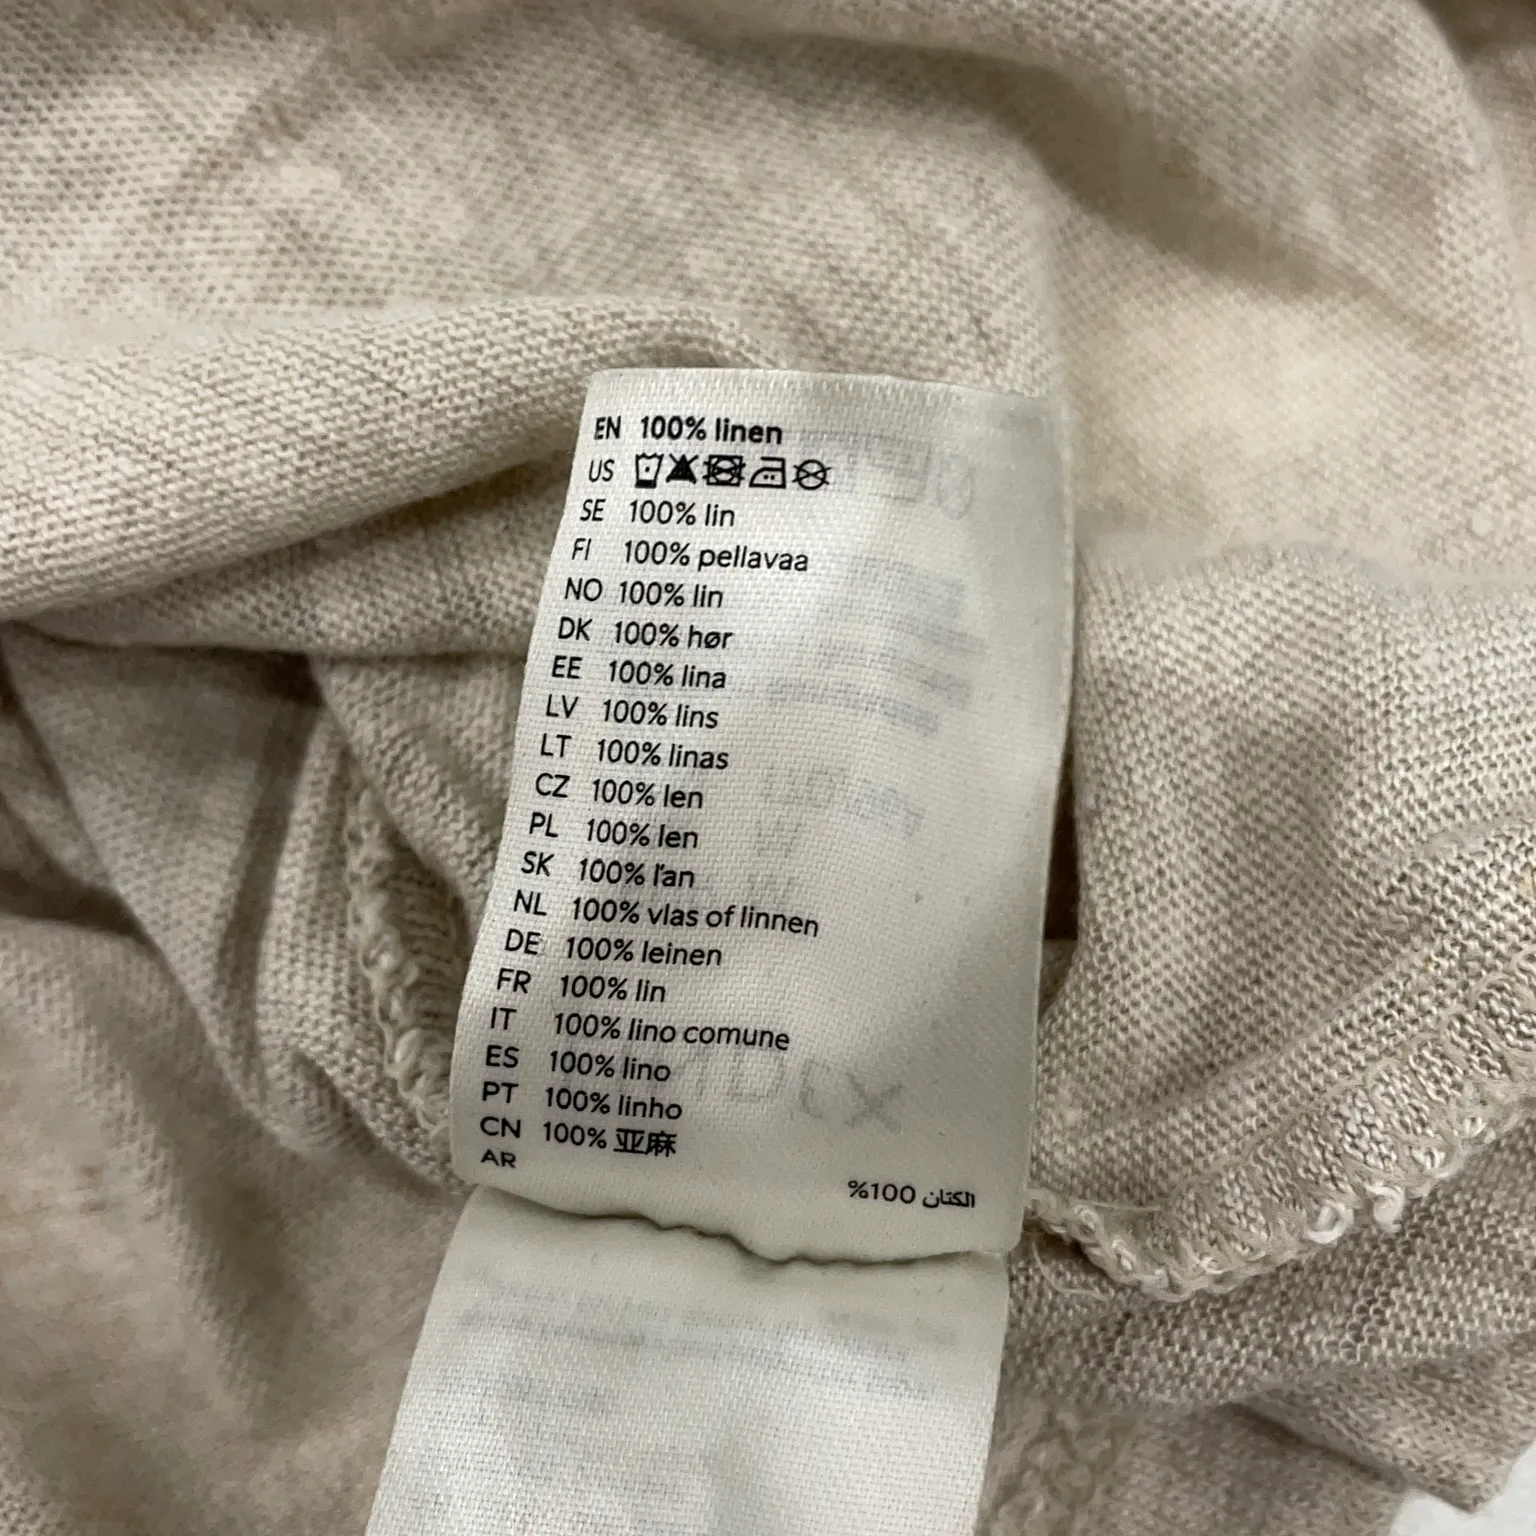 EN 100% linen
US
SE 100% lin
FI 100% pellavaa
NO 100% lin
DK 100% hør
EE 100% lina
LV 100% lins
LT 100% linas
CZ 100% len
PL 100% len
SK 100% ľan
NL 100% vlas of linnen
DE 100% leinen
FR 100% lin
IT 100% lino comune
ES 100% lino
PT 100% linho
CN 100% 亚麻
AR
%100 الكتان